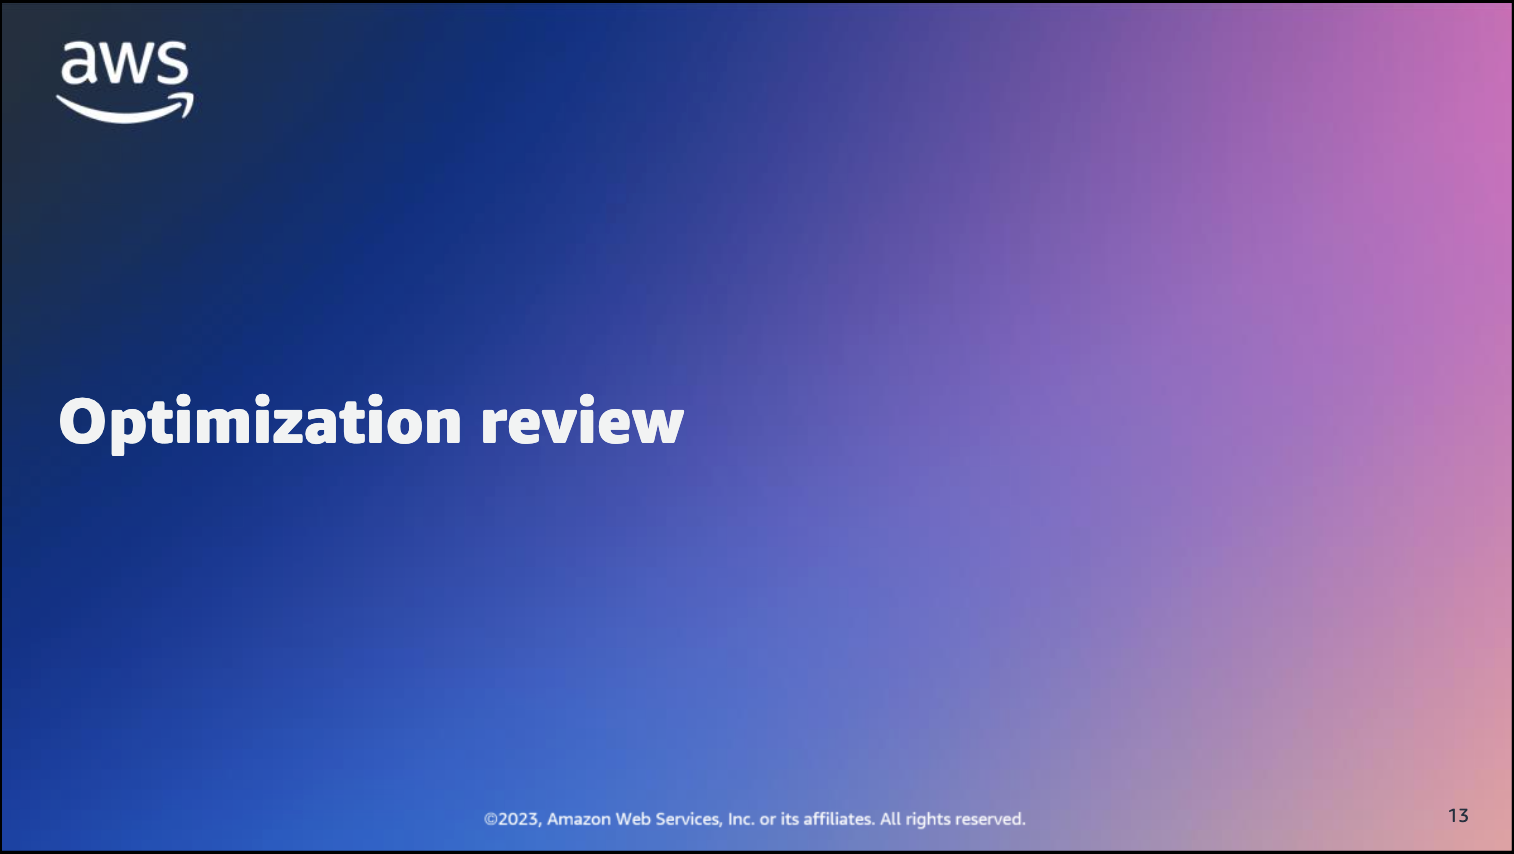 aws
Optimization review
©2023, Amazon Web Services, Inc. or its affiliates. All rights reserved.
13